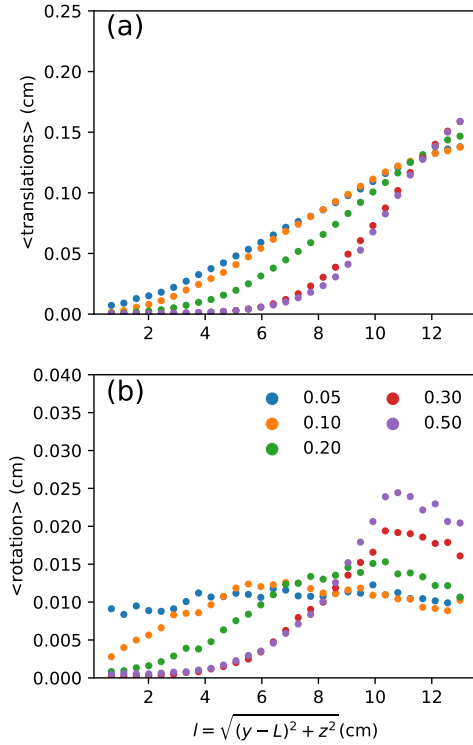 (a)
<translations> (cm)
0.25
0.20
0.15
0.10
0.05
0.00
2 4 6 8 10 12
(b)
<rotation> (cm)
0.040
0.035
0.030
0.025
0.020
0.015
0.010
0.005
0.000
0.05 0.30
0.10 0.50
0.20
2 4 6 8 10 12
l = √(y − L)² + z² (cm)